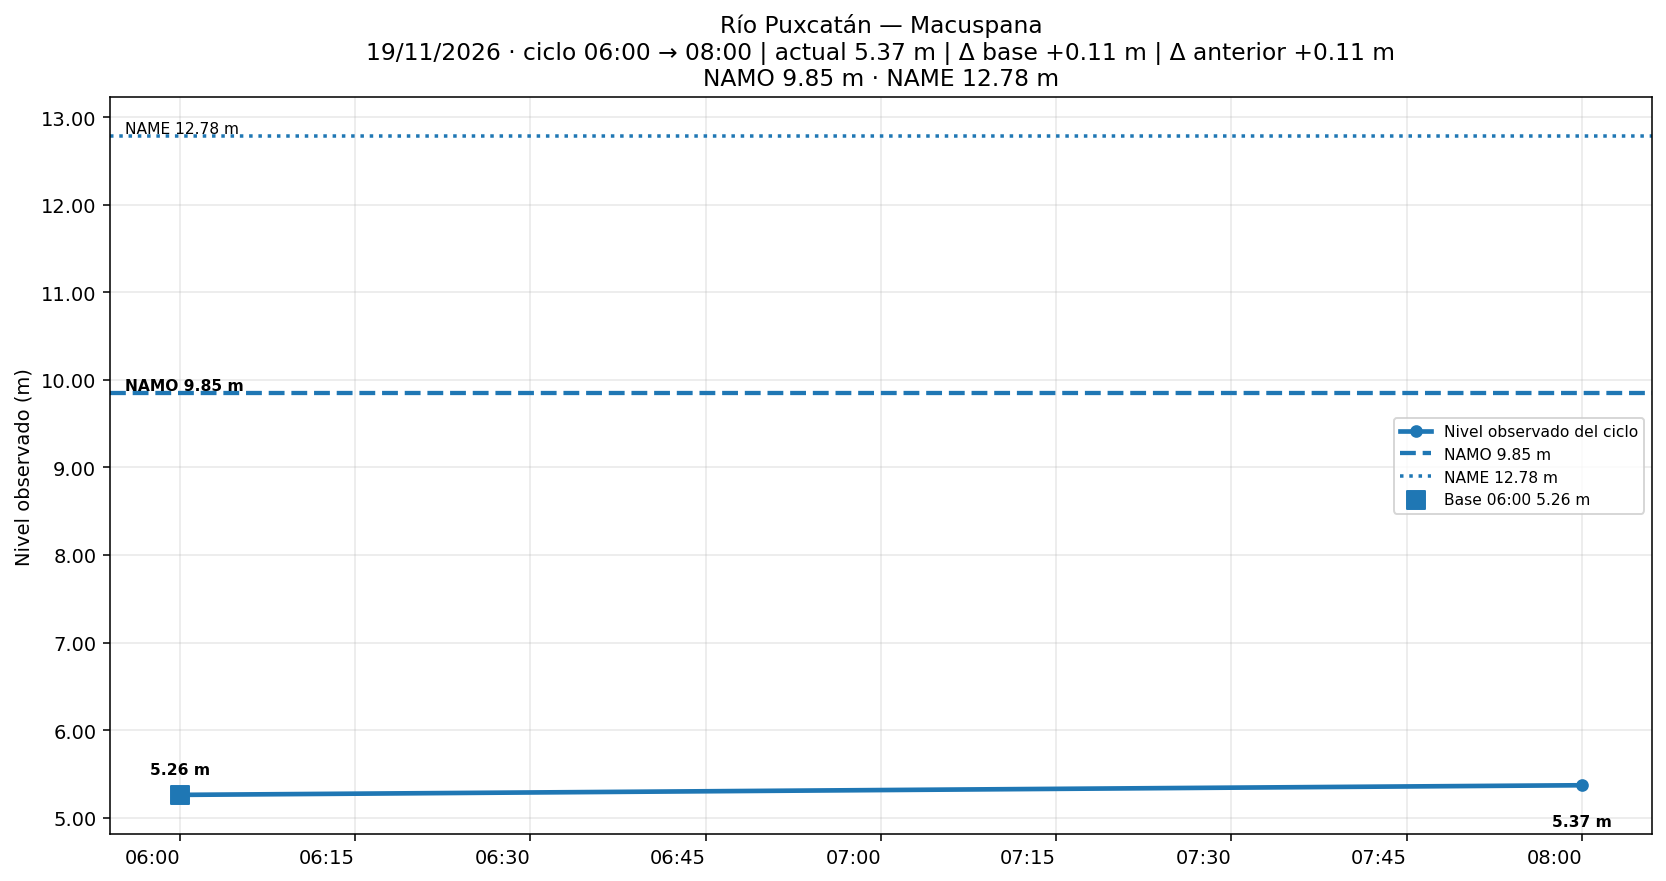 Río Puxcatán — Macuspana
19/11/2026 · ciclo 06:00 → 08:00 | actual 5.37 m | Δ base +0.11 m | Δ anterior +0.11 m
NAMO 9.85 m · NAME 12.78 m
Nivel observado (m)
13.00
12.00
11.00
10.00
9.00
8.00
7.00
6.00
5.00
NAME 12.78 m
NAMO 9.85 m
Nivel observado del ciclo
NAMO 9.85 m
NAME 12.78 m
Base 06:00 5.26 m
5.26 m
5.37 m
06:00
06:15
06:30
06:45
07:00
07:15
07:30
07:45
08:00